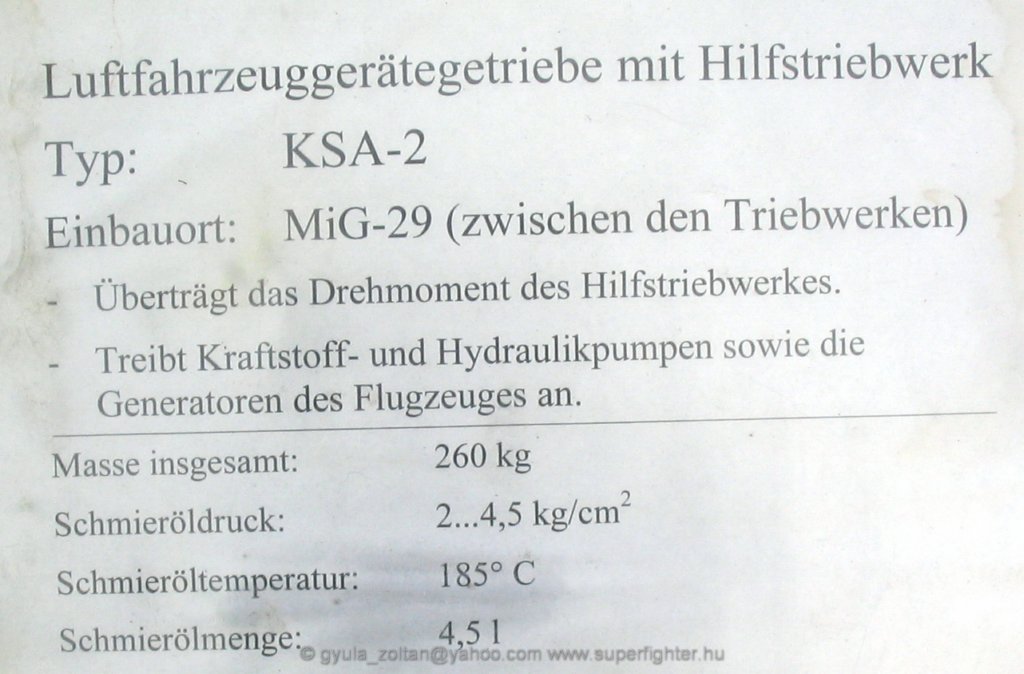 Luftfahrzeuggerätegetriebe mit Hilfstriebwerk
Typ: KSA-2
Einbauort: MiG-29 (zwischen den Triebwerken)
- Überträgt das Drehmoment des Hilfstriebwerkes.
- Treibt Kraftstoff- und Hydraulikpumpen sowie die
Generatoren des Flugzeuges an.
Masse insgesamt: 260 kg
Schmieröldruck: 2...4,5 kg/cm²
Schmieröltemperatur: 185° C
Schmierölmenge: 4,5 l
© gyula_zoltan@yahoo.com www.superfighter.hu